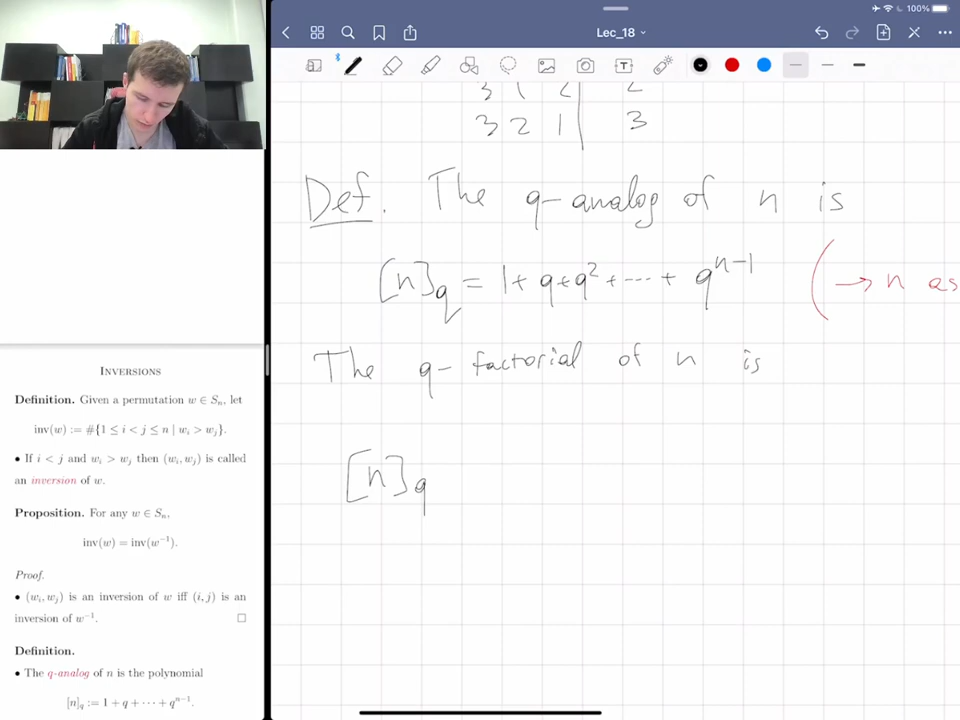 100%
Lec_18
3 1 2 | 2
3 2 1 | 3
Def. The q-analog of n is
[n]_q = 1 + q + q^2 + ... + q^{n-1} ( → n as
The q-factorial of n is
[n]_q
INVERSIONS
Definition. Given a permutation w ∈ S_n, let
inv(w) := #{1 ≤ i < j ≤ n | w_i > w_j}.
• If i < j and w_i > w_j then (w_i, w_j) is called
an inversion of w.
Proposition. For any w ∈ S_n,
inv(w) = inv(w^{-1}).
Proof.
• (w_i, w_j) is an inversion of w iff (i, j) is an
inversion of w^{-1}. □
Definition.
• The q-analog of n is the polynomial
[n]_q := 1 + q + ⋯ + q^{n-1}.